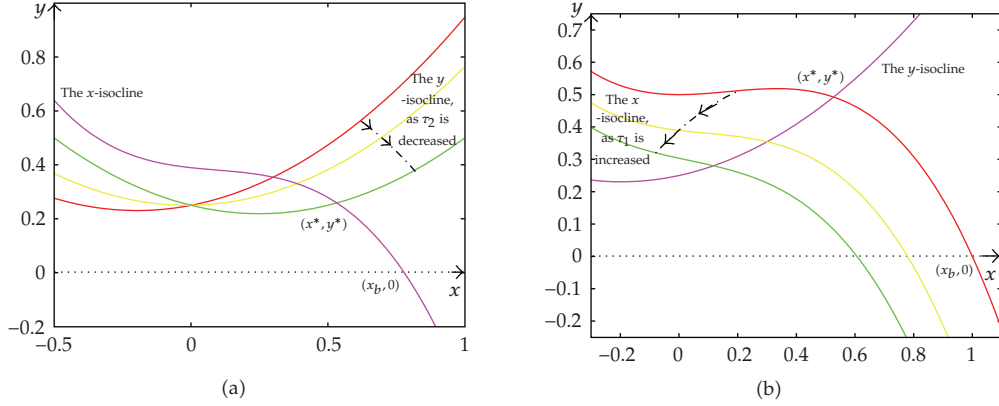 y
0.8
0.6
0.4
0.2
0
−0.2
−0.5
0
0.5
1
The x-isocline
The y
-isocline,
as τ2 is
decreased
(x*, y*)
(xb, 0)
x
(a)
y
0.7
0.6
0.5
0.4
0.3
0.2
0.1
0
−0.1
−0.2
−0.2
0
0.2
0.4
0.6
0.8
1
(x*, y*)
The y-isocline
The x
-isocline,
as τ1 is
increased
(xb, 0)
x
(b)